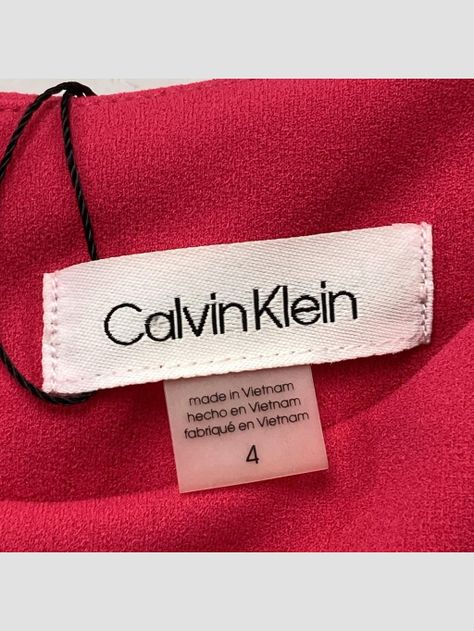 Calvin Klein
made in Vietnam
hecho en Vietnam
fabriqué en Vietnam
4